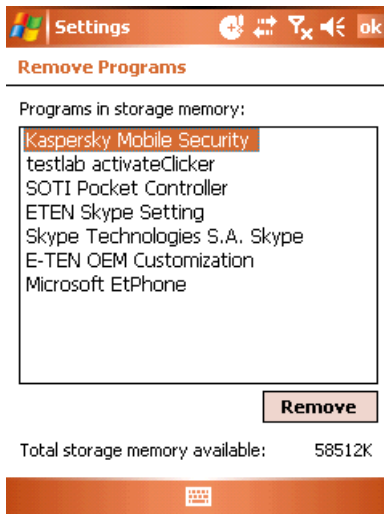 Settings
ok
Remove Programs
Programs in storage memory:
Kaspersky Mobile Security
testlab activateClicker
SOTI Pocket Controller
ETEN Skype Setting
Skype Technologies S.A. Skype
E-TEN OEM Customization
Microsoft EtPhone
Remove
Total storage memory available: 58512K